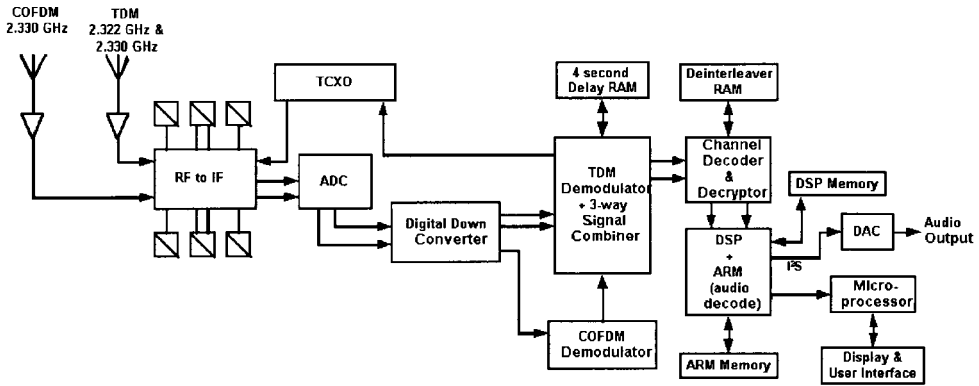 COFDM
2.330 GHz
TDM
2.322 GHz &
2.330 GHz
TCXO
4 second
Delay RAM
Deinterleaver
RAM
RF to IF
ADC
Digital Down
Converter
TDM
Demodulator
+ 3-way
Signal
Combiner
Channel
Decoder
&
Decryptor
DSP Memory
DSP
+
ARM
(audio
decode)
I²S
DAC
Audio
Output
Micro-
processor
COFDM
Demodulator
ARM Memory
Display &
User Interface